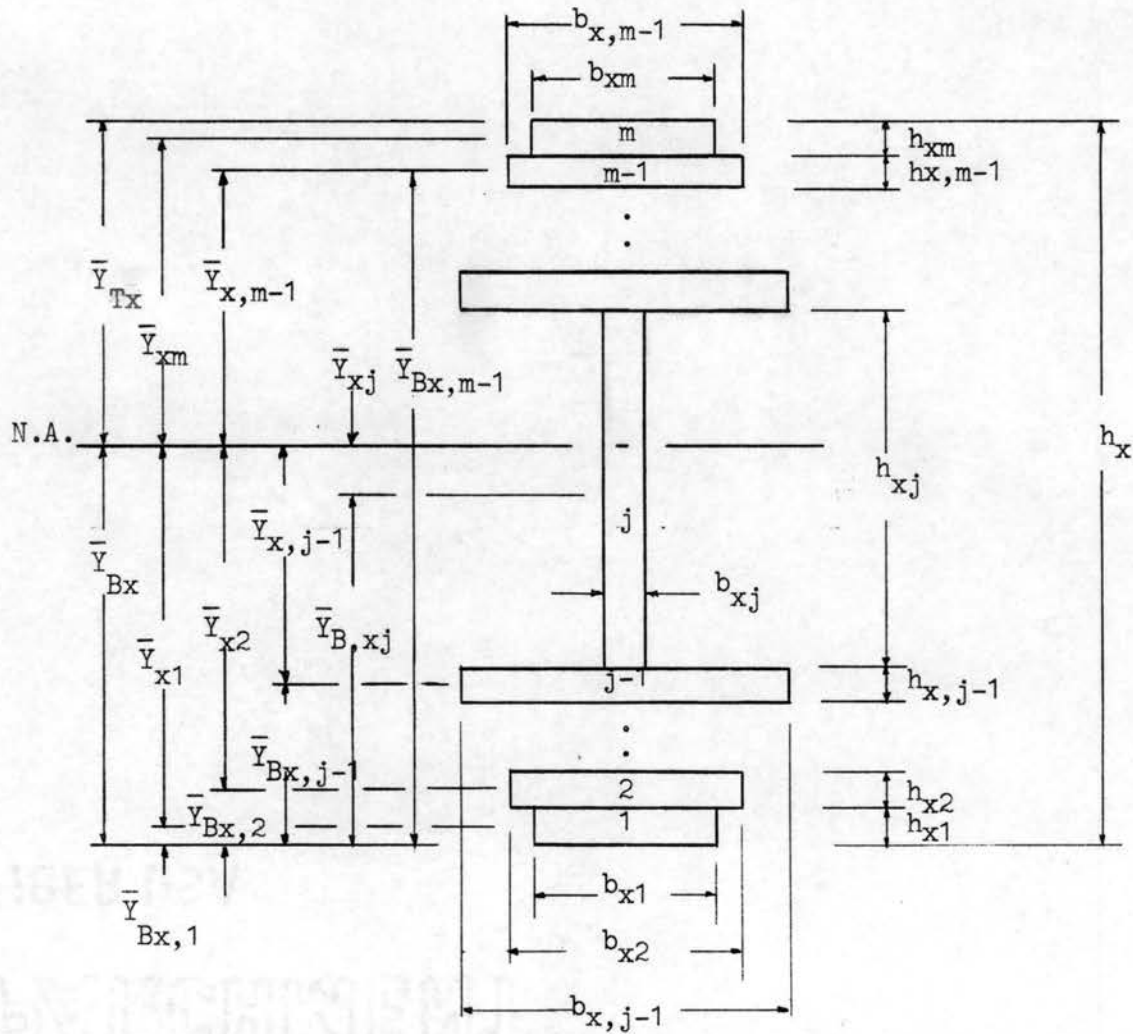 b_x,m-1
b_xm
m
h_xm
m-1
hx,m-1
Ȳ_Tx
Ȳ_x,m-1
Ȳ_xm
Ȳ_xj
Ȳ_Bx,m-1
N.A.
h_x
h_xj
Ȳ_x,j-1
j
Ȳ_Bx
b_xj
Ȳ_x2
Ȳ_B,xj
Ȳ_x1
j-1
h_x,j-1
Ȳ_Bx,j-1
2
h_x2
Ȳ_Bx,2
1
h_x1
b_x1
Ȳ_Bx,1
b_x2
b_x,j-1